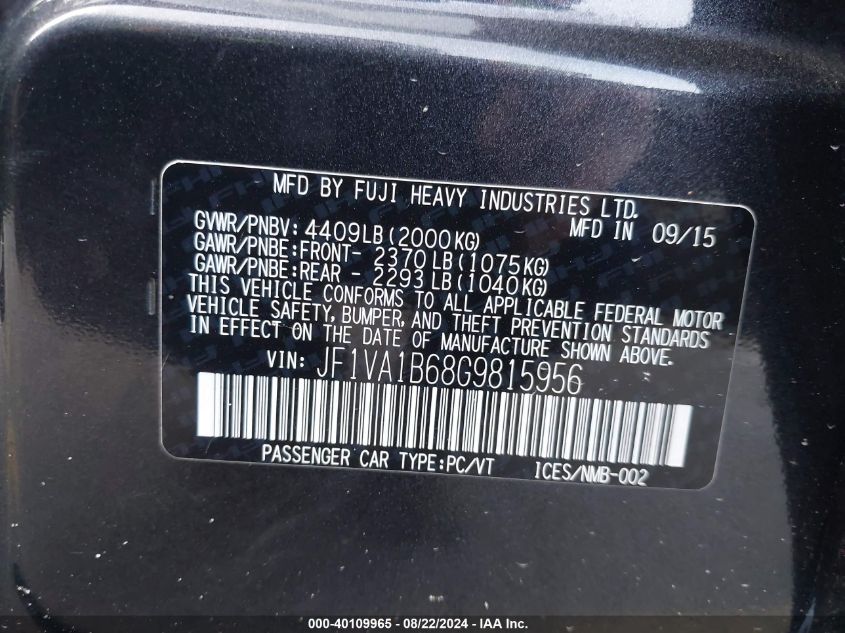 MFD BY FUJI HEAVY INDUSTRIES LTD.
GVWR/PNBV: 4409LB(2000KG) MFD IN 09/15
GAWR/PNBE:FRONT- 2370LB(1075KG)
GAWR/PNBE:REAR - 2293LB(1040KG)
THIS VEHICLE CONFORMS TO ALL APPLICABLE FEDERAL MOTOR
VEHICLE SAFETY, BUMPER, AND THEFT PREVENTION STANDARDS
IN EFFECT ON THE DATE OF MANUFACTURE SHOWN ABOVE.
VIN: JF1VA1B68G9815956
PASSENGER CAR TYPE:PC/VT ICES/NMB-002
000-40109965 - 08/22/2024 - IAAI.COM